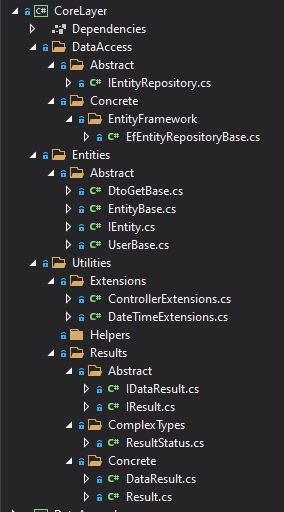 C# CoreLayer
Dependencies
DataAccess
Abstract
C# IEntityRepository.cs
Concrete
EntityFramework
C# EfEntityRepositoryBase.cs
Entities
Abstract
C# DtoGetBase.cs
C# EntityBase.cs
C# IEntity.cs
C# UserBase.cs
Utilities
Extensions
C# ControllerExtensions.cs
C# DateTimeExtensions.cs
Helpers
Results
Abstract
C# IDataResult.cs
C# IResult.cs
ComplexTypes
C# ResultStatus.cs
Concrete
C# DataResult.cs
C# Result.cs